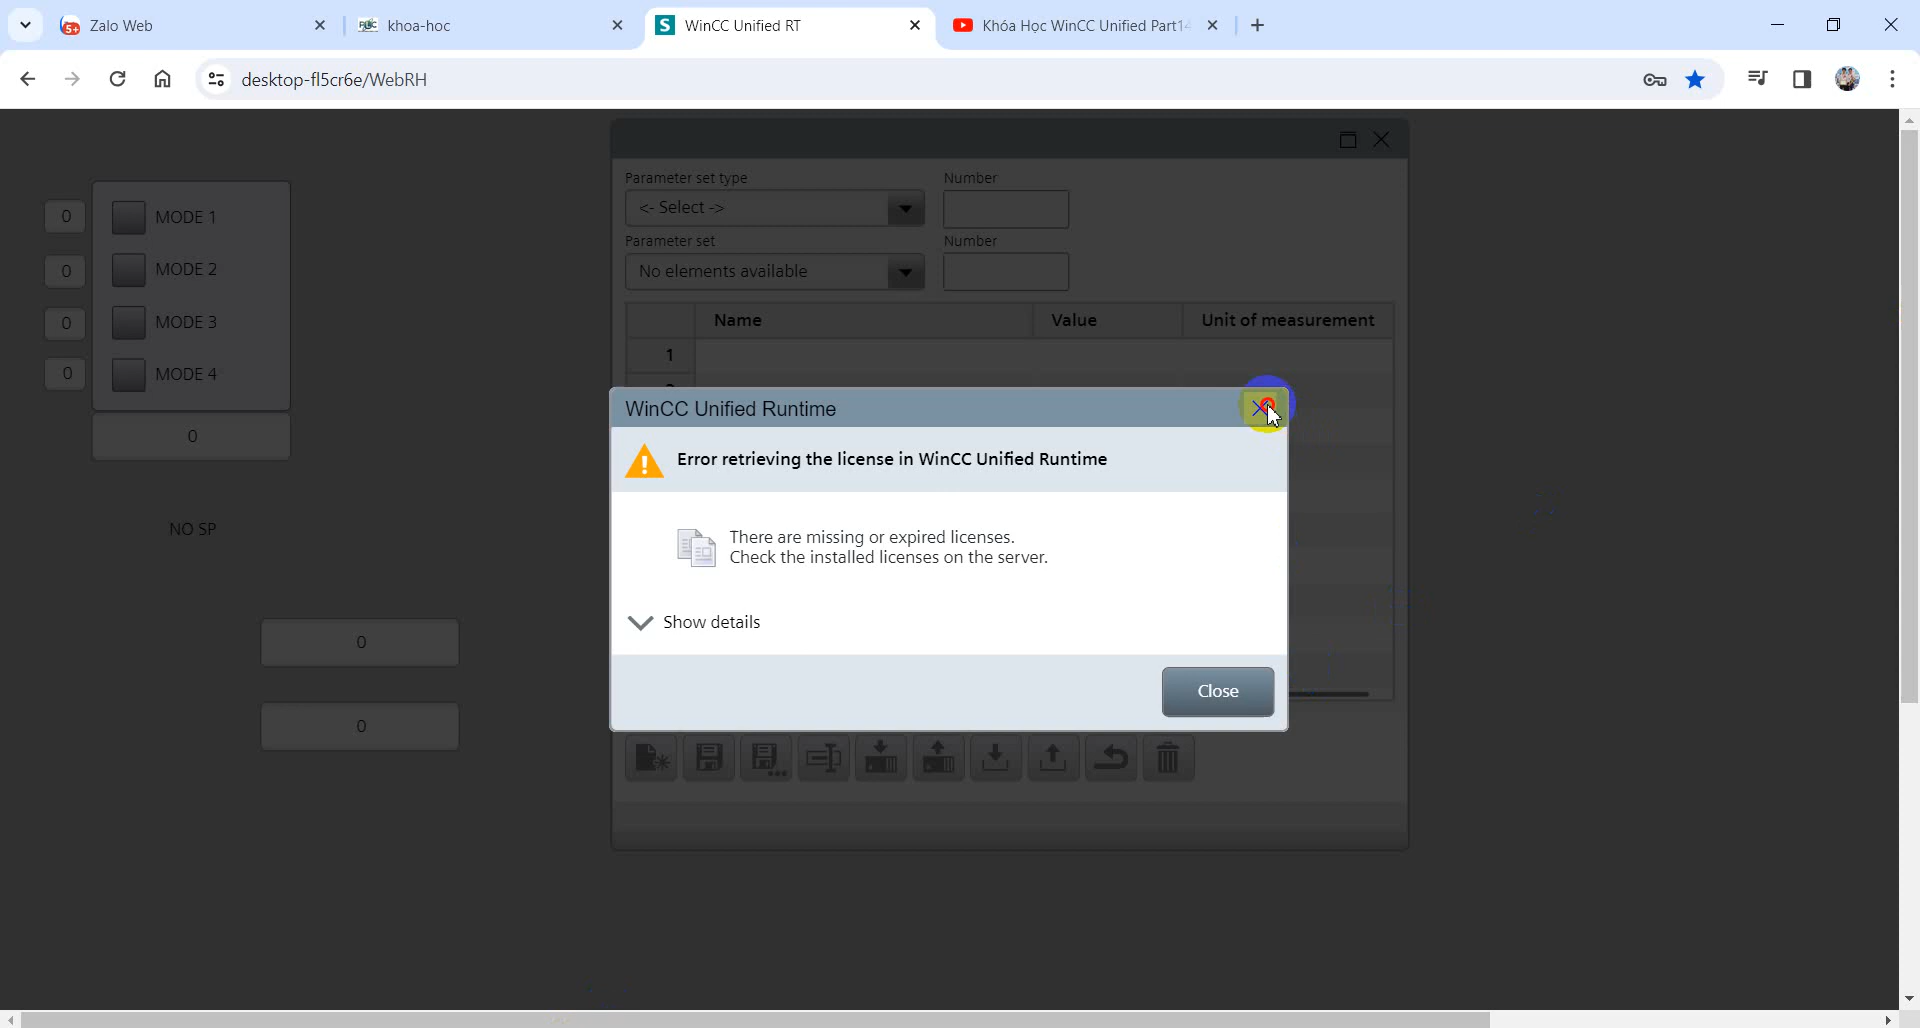 Zalo Web
khoa-hoc
WinCC Unified RT
Khóa Học WinCC Unified Part14
desktop-fl5cr6e/WebRH
Parameter set type
Number
<- Select ->
Parameter set
Number
No elements available
Name
Value
Unit of measurement
1
0
MODE 1
0
MODE 2
0
MODE 3
0
MODE 4
0
NO SP
0
0
WinCC Unified Runtime
Error retrieving the license in WinCC Unified Runtime
There are missing or expired licenses.
Check the installed licenses on the server.
Show details
Close